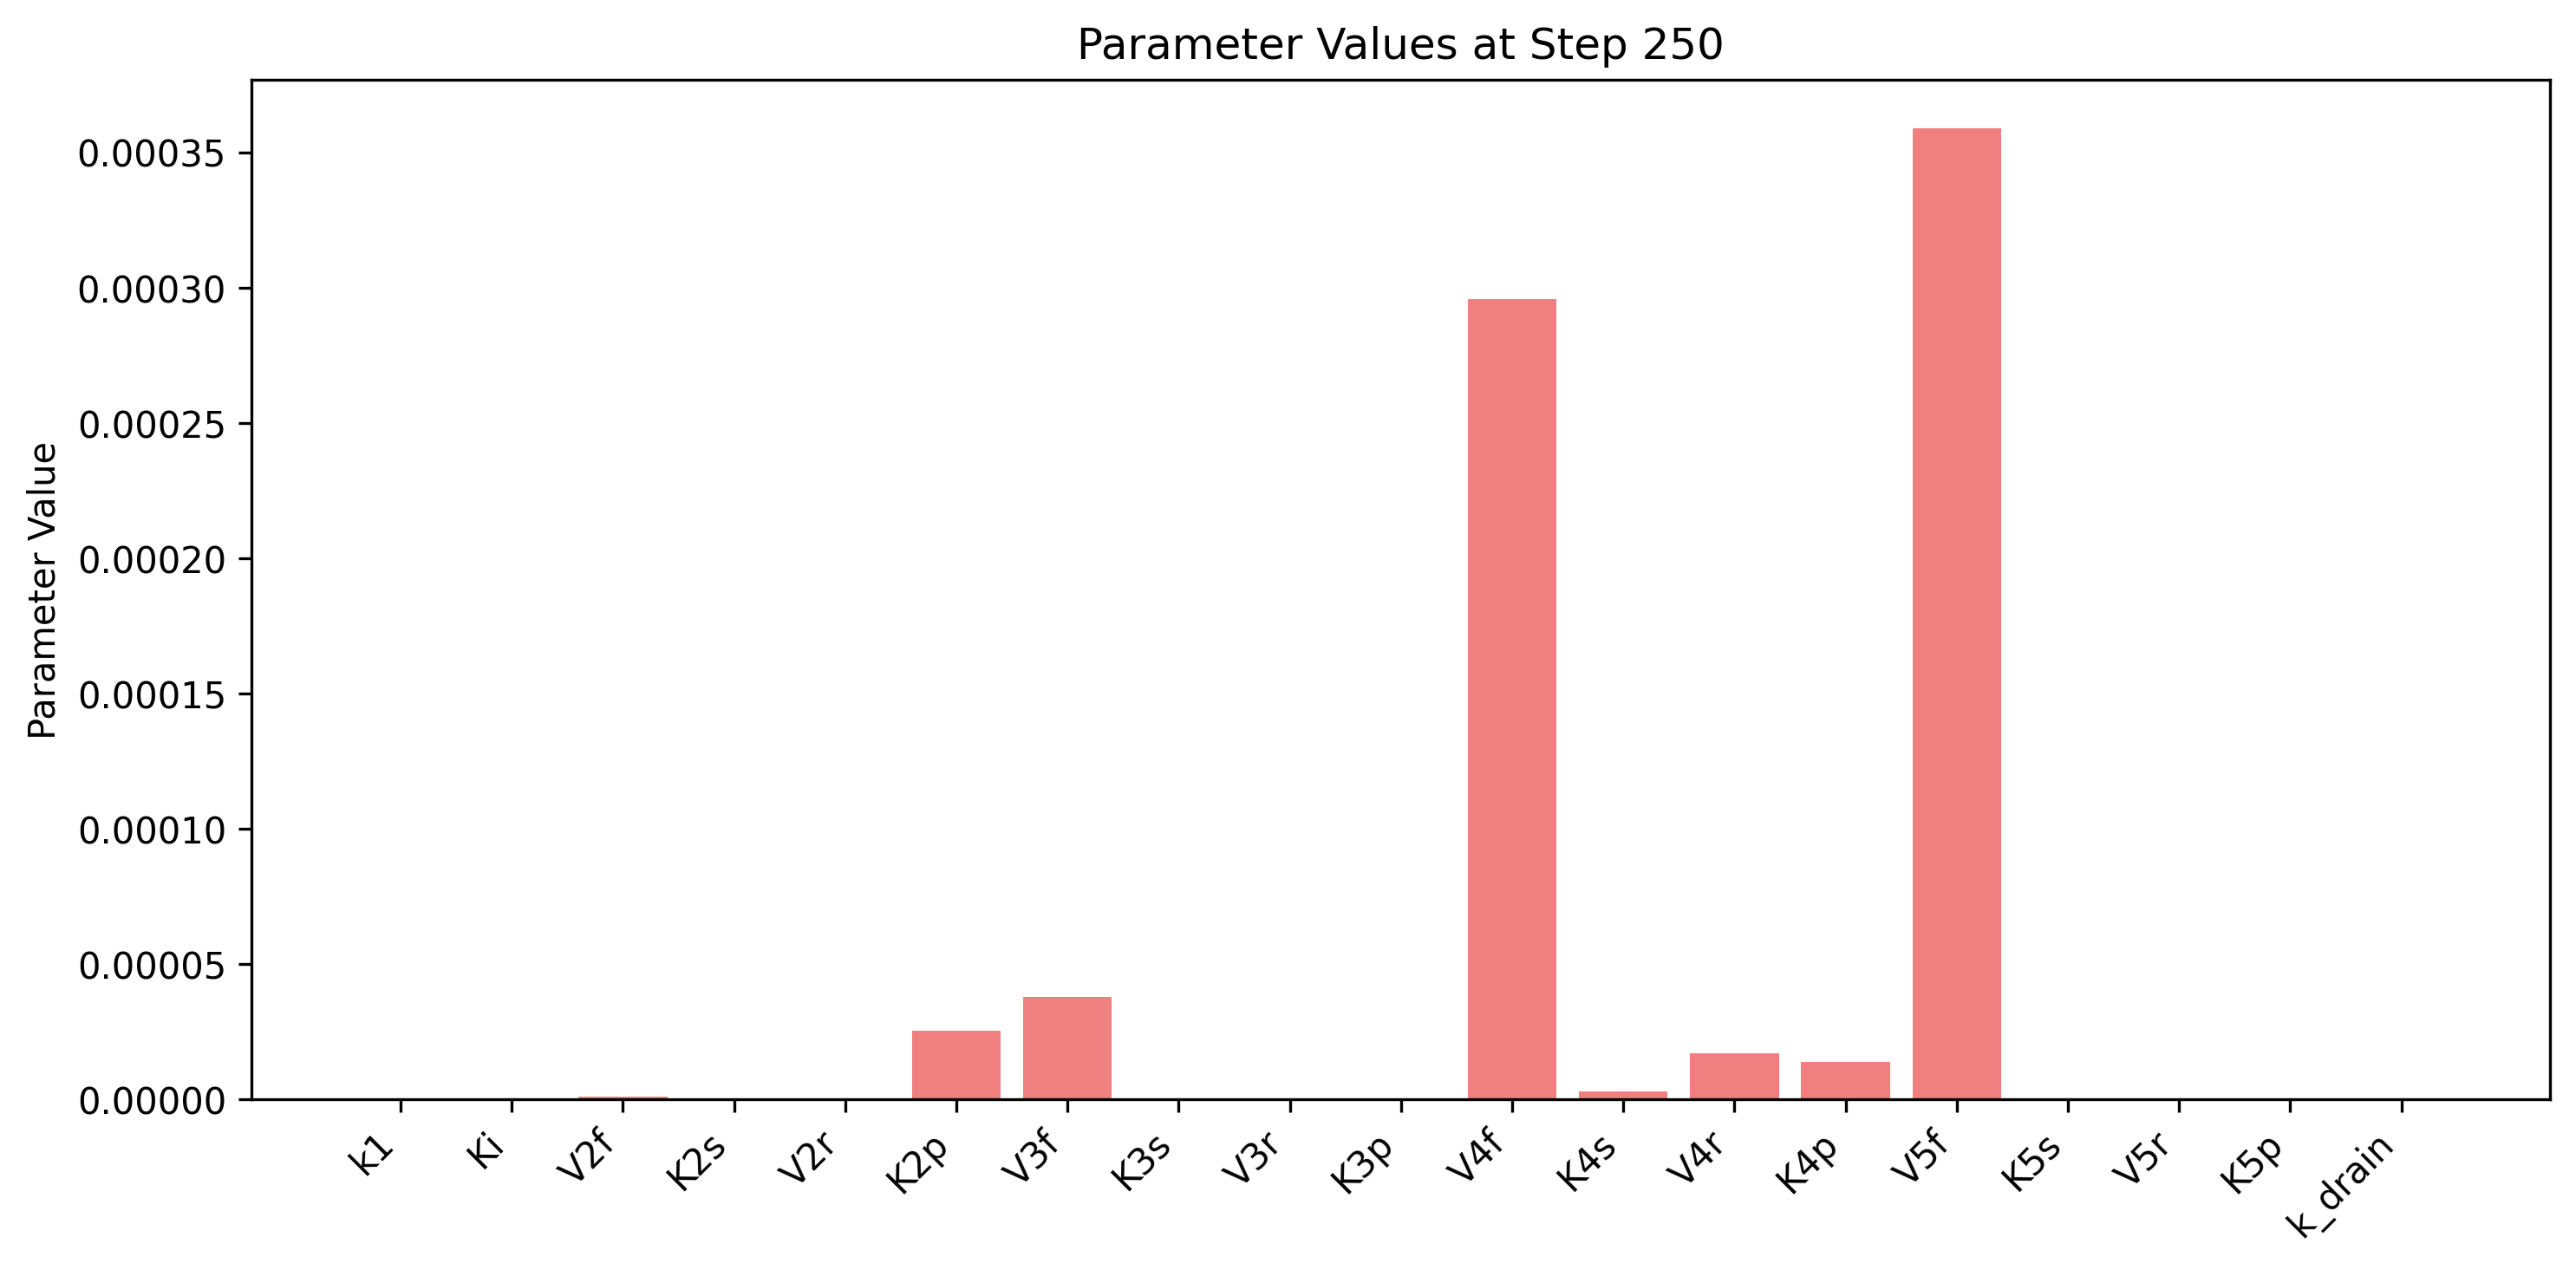 Parameter Values at Step 250
Parameter Value
0.00035
0.00030
0.00025
0.00020
0.00015
0.00010
0.00005
0.00000
k1
Ki
V2f
K2s
V2r
K2p
V3f
K3s
V3r
K3p
V4f
K4s
V4r
K4p
V5f
K5s
V5r
K5p
k_drain